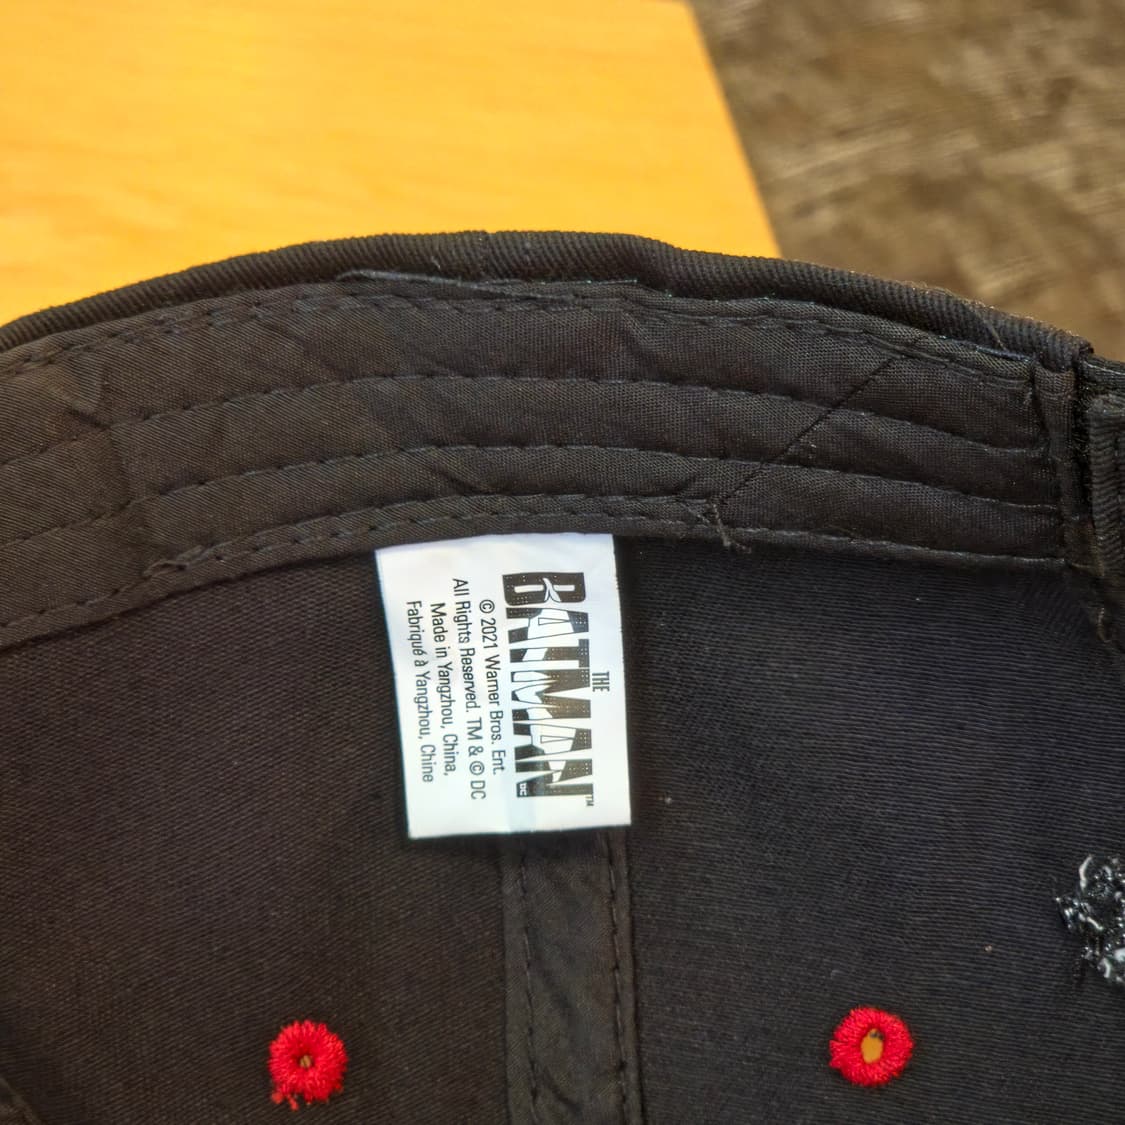 THE
BATMAN™
DC
© 2021 Warner Bros. Ent.
All Rights Reserved. TM & © DC
Made in Yangzhou, China,
Fabriqué à Yangzhou, Chine